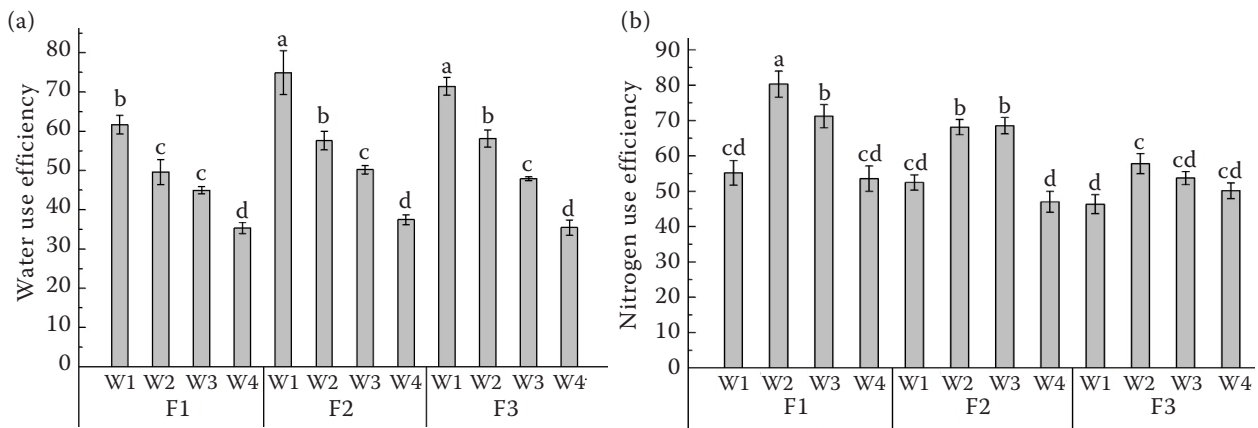 (a)
Water use efficiency
80
70
60
50
40
30
20
10
0
b
c
c
d
a
b
c
d
a
b
c
d
W1 W2 W3 W4 W1 W2 W3 W4 W1 W2 W3 W4
F1 F2 F3
(b)
Nitrogen use efficiency
90
80
70
60
50
40
30
20
10
0
cd
a
b
cd
cd
b
b
d
d
c
cd
cd
W1 W2 W3 W4 W1 W2 W3 W4 W1 W2 W3 W4
F1 F2 F3